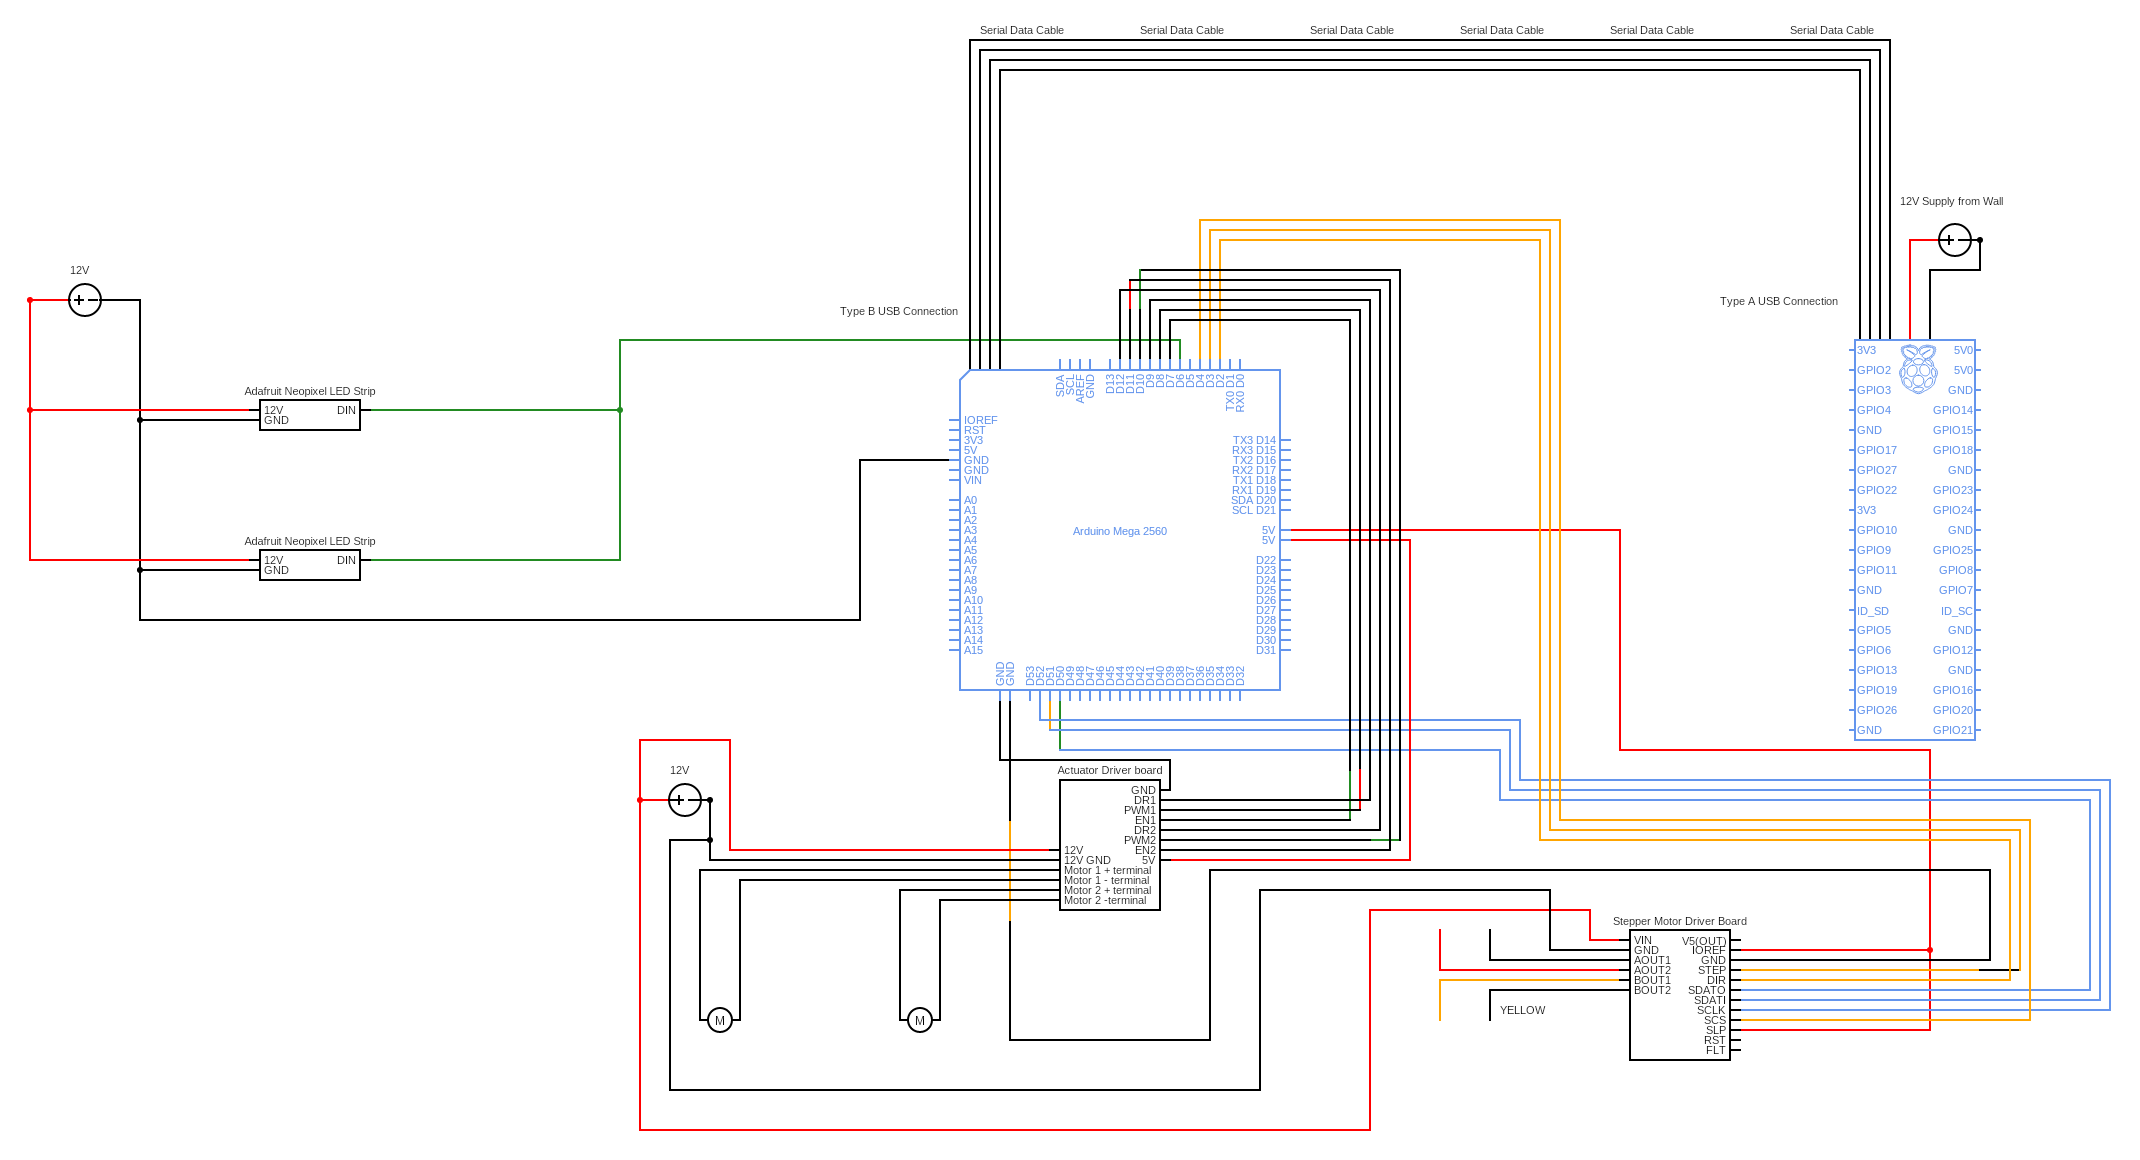 Serial Data Cable
Serial Data Cable
Serial Data Cable
Serial Data Cable
Serial Data Cable
Serial Data Cable
12V Supply from Wall
12V
Type B USB Connection
Type A USB Connection
Adafruit Neopixel LED Strip
12V
GND
DIN
Adafruit Neopixel LED Strip
12V
GND
DIN
SDA
SCL
AREF
GND
D13
D12
D11
D10
D9
D8
D7
D6
D5
D4
D3
D2
TX0 D1
RX0 D0
IOREF
RST
3V3
5V
GND
GND
VIN
A0
A1
A2
A3
A4
A5
A6
A7
A8
A9
A10
A11
A12
A13
A14
A15
Arduino Mega 2560
TX3 D14
RX3 D15
TX2 D16
RX2 D17
TX1 D18
RX1 D19
SDA D20
SCL D21
5V
5V
D22
D23
D24
D25
D26
D27
D28
D29
D30
D31
GND
GND
D53
D52
D51
D50
D49
D48
D47
D46
D45
D44
D43
D42
D41
D40
D39
D38
D37
D36
D35
D34
D33
D32
3V3
GPIO2
GPIO3
GPIO4
GND
GPIO17
GPIO27
GPIO22
3V3
GPIO10
GPIO9
GPIO11
GND
ID_SD
GPIO5
GPIO6
GPIO13
GPIO19
GPIO26
GND
5V0
5V0
GND
GPIO14
GPIO15
GPIO18
GND
GPIO23
GPIO24
GND
GPIO25
GPIO8
GPIO7
ID_SC
GND
GPIO12
GND
GPIO16
GPIO20
GPIO21
12V
Actuator Driver board
GND
DR1
PWM1
EN1
DR2
PWM2
EN2
5V
12V
12V GND
Motor 1 + terminal
Motor 1 - terminal
Motor 2 + terminal
Motor 2 -terminal
M
M
Stepper Motor Driver Board
VIN
GND
AOUT1
AOUT2
BOUT1
BOUT2
V5(OUT)
IOREF
GND
STEP
DIR
SDATO
SDATI
SCLK
SCS
SLP
RST
FLT
YELLOW